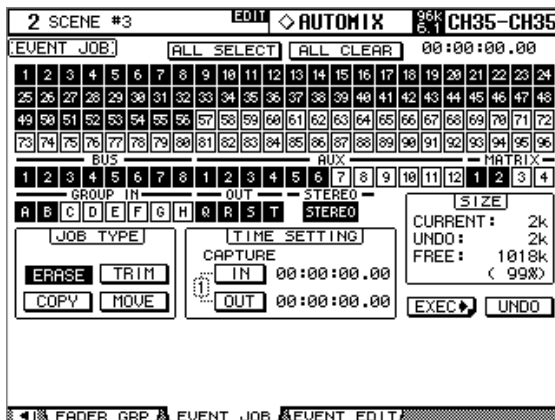 2 SCENE #3 EDIT ◇AUTOMIX 96k 6.1 CH35-CH35
EVENT JOB ALL SELECT ALL CLEAR 00:00:00.00
1 2 3 4 5 6 7 8 9 10 11 12 13 14 15 16 17 18 19 20 21 22 23 24
25 26 27 28 29 30 31 32 33 34 35 36 37 38 39 40 41 42 43 44 45 46 47 48
49 50 51 52 53 54 55 56 57 58 59 60 61 62 63 64 65 66 67 68 69 70 71 72
73 74 75 76 77 78 79 80 81 82 83 84 85 86 87 88 89 90 91 92 93 94 95 96
BUS AUX MATRIX
1 2 3 4 5 6 7 8 1 2 3 4 5 6 7 8 9 10 11 12 1 2 3 4
GROUP IN OUT STEREO
A B C D E F G H Q R S T STEREO
JOB TYPE
ERASE TRIM
COPY MOVE
TIME SETTING
CAPTURE
1 IN 00:00:00.00
OUT 00:00:00.00
SIZE
CURRENT: 2k
UNDO: 2k
FREE: 1018k
( 99%)
EXEC UNDO
FADER GRP EVENT JOB EVENT EDIT